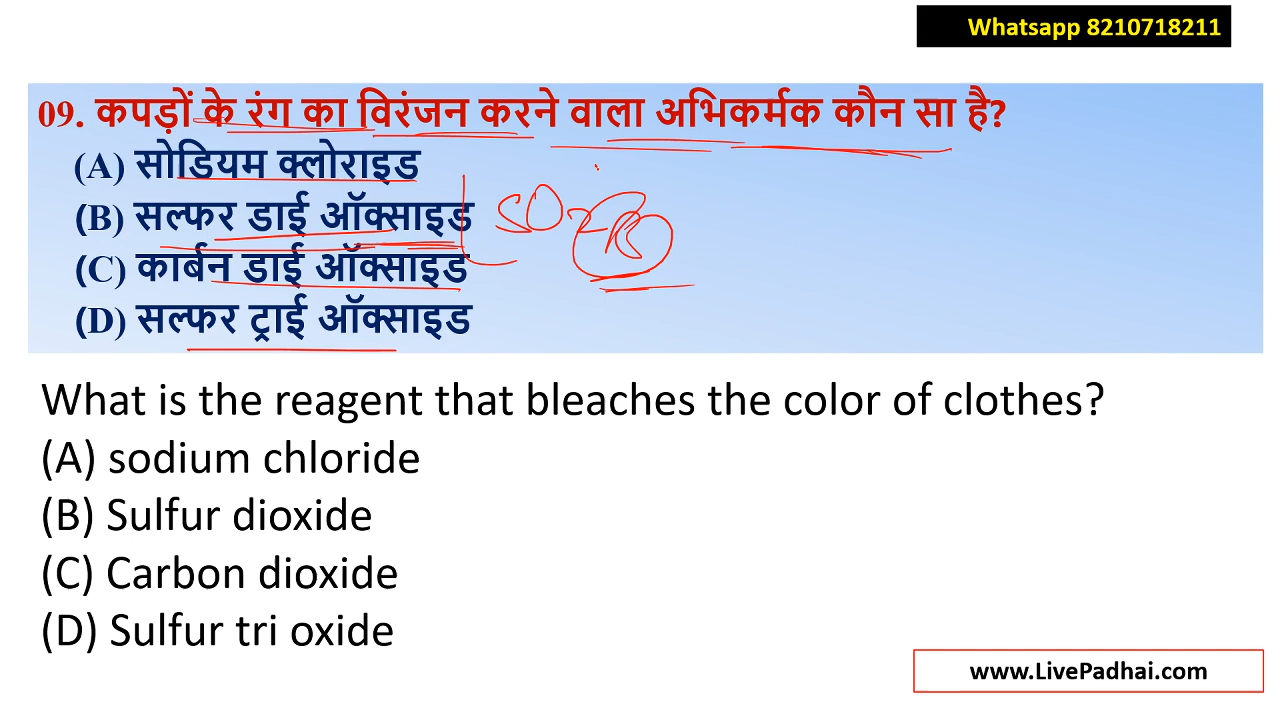 Whatsapp 8210718211
09. कपड़ों के रंग का विरंजन करने वाला अभिकर्मक कौन सा है?
(A) सोडियम क्लोराइड
(B) सल्फर डाई ऑक्साइड SO2 B
(C) कार्बन डाई ऑक्साइड
(D) सल्फर ट्राई ऑक्साइड
What is the reagent that bleaches the color of clothes?
(A) sodium chloride
(B) Sulfur dioxide
(C) Carbon dioxide
(D) Sulfur tri oxide
www.LivePadhai.com